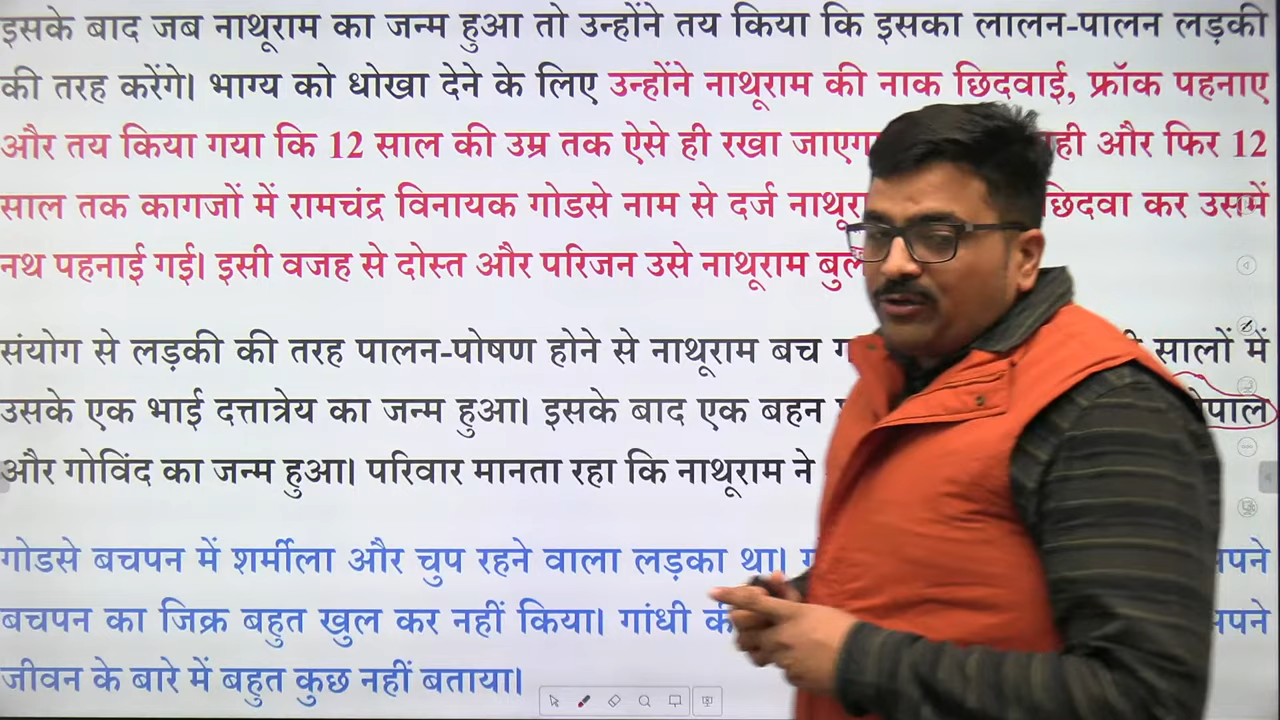 इसके बाद जब नाथूराम का जन्म हुआ तो उन्होंने तय किया कि इसका लालन-पालन लड़की
की तरह करेंगे। भाग्य को धोखा देने के लिए उन्होंने नाथूराम की नाक छिदवाई, फ्रॉक पहनाए
और तय किया गया कि 12 साल की उम्र तक ऐसे ही रखा और फिर 12
साल तक कागजों में रामचंद्र विनायक गोडसे नाम से दर्ज छिदवा कर उसमें
नथ पहनाई गई। इसी वजह से दोस्त और परिजन उसे नाथूराम
संयोग से लड़की की तरह पालन-पोषण होने से नाथूराम बच सालों में
उसके एक भाई दत्तात्रेय का जन्म हुआ। इसके बाद एक बहन
और गोविंद का जन्म हुआ। परिवार मानता रहा कि नाथूराम ने
गोडसे बचपन में शर्मीला और चुप रहने वाला लड़का था।
बचपन का जिक्र बहुत खुल कर नहीं किया। गांधी
जीवन के बारे में बहुत कुछ नहीं बताया।